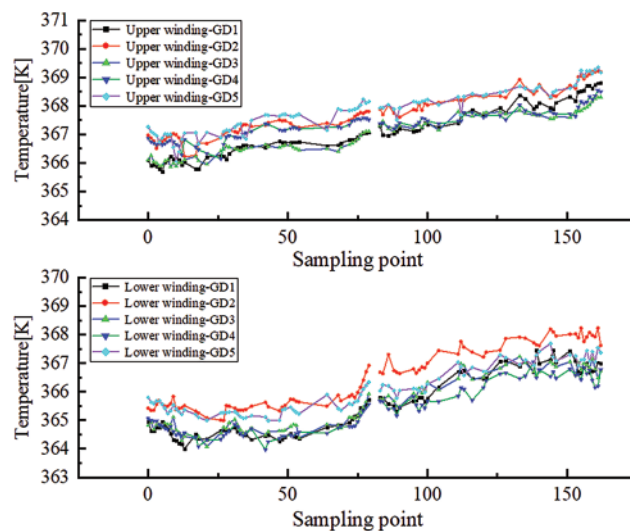 371
370
369
368
367
366
365
364
Temperature[K]
Upper winding-GD1
Upper winding-GD2
Upper winding-GD3
Upper winding-GD4
Upper winding-GD5
0
50
100
150
Sampling point
370
369
368
367
366
365
364
363
Temperature[K]
Lower winding-GD1
Lower winding-GD2
Lower winding-GD3
Lower winding-GD4
Lower winding-GD5
0
50
100
150
Sampling point